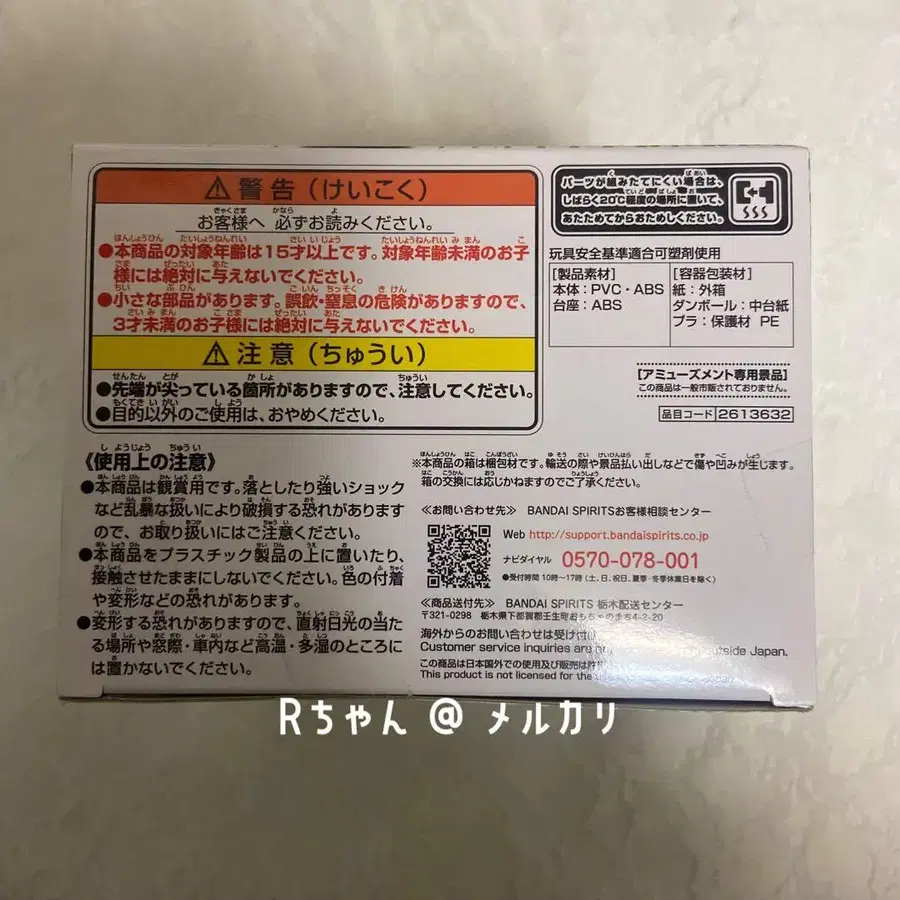 警告（けいこく）
お客様へ 必ずお読みください。
●本商品の対象年齢は15才以上です。対象年齢未満のお子
様には絶対に与えないでください。
●小さな部品があります。誤飲・窒息の危険がありますので、
3才未満のお子様には絶対に与えないでください。
注意（ちゅうい）
●先端が尖っている箇所がありますので、注意してください。
●目的以外のご使用は、おやめください。
《使用上の注意》
●本商品は観賞用です。落としたり強いショック
など乱暴な扱いにより破損する恐れがあります
ので、お取り扱いにはご注意ください。
●本商品をプラスチック製品の上に置いたり、
接触させたままにしないでください。色の付着
や変形などの恐れがあります。
●変形する恐れがありますので、直射日光の当た
る場所や窓際・車内など高温・多湿のところに
は置かないでください。
パーツが組みたてにくい場合は、
しばらく20℃程度の場所に置いて、
あたためてからおためしください。
玩具安全基準適合可塑剤使用
［製品素材］
本体：PVC・ABS
台座：ABS
［容器包装材］
紙：外箱
ダンボール：中台紙
プラ：保護材 PE
［アミューズメント専用景品］
この商品は一般市販されておりません。
品目コード 2613632
※本商品の箱は梱包材です。輸送の際や景品払い出しなどで傷や凹みが生じます。
箱の交換には応じかねますのでご了承ください。
≪お問い合わせ先≫ BANDAI SPIRITSお客様相談センター
Web http://support.bandaispirits.co.jp
ナビダイヤル 0570-078-001
●受付時間 10時～17時（土、日、祝日、夏季・冬季休業日を除く）
≪商品送付先≫ BANDAI SPIRITS 栃木配送センター
〒321-0298 栃木県下都賀郡壬生町おもちゃのまち4-2-20
海外からのお問い合わせは受け付け
Customer service inquiries are outside Japan.
この商品は日本国外での使用及び販売は許
This product is not licensed for the
Rちゃん @ メルカリ